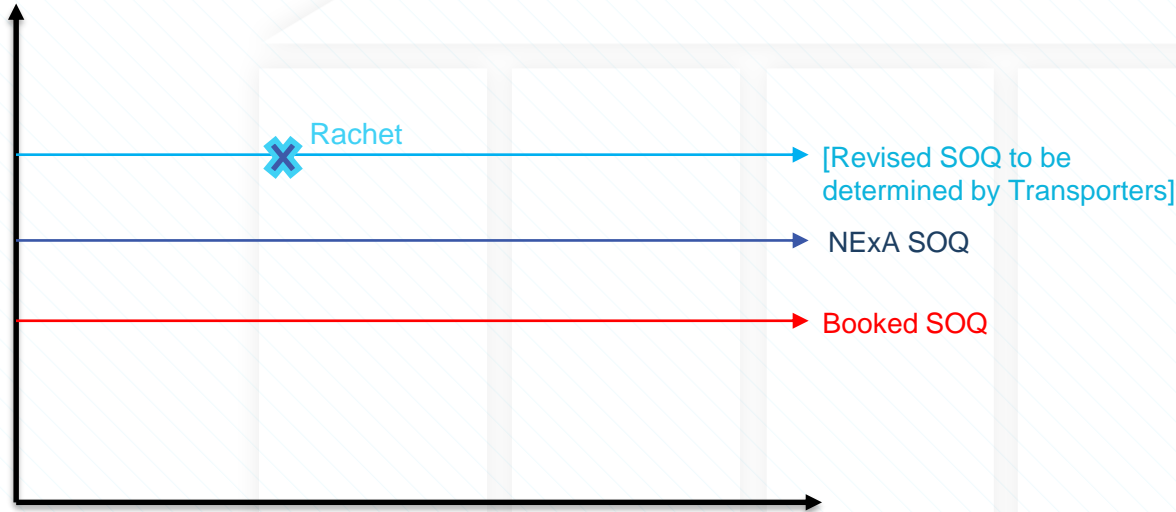 Rachet
[Revised SOQ to be
determined by Transporters]
NExA SOQ
Booked SOQ